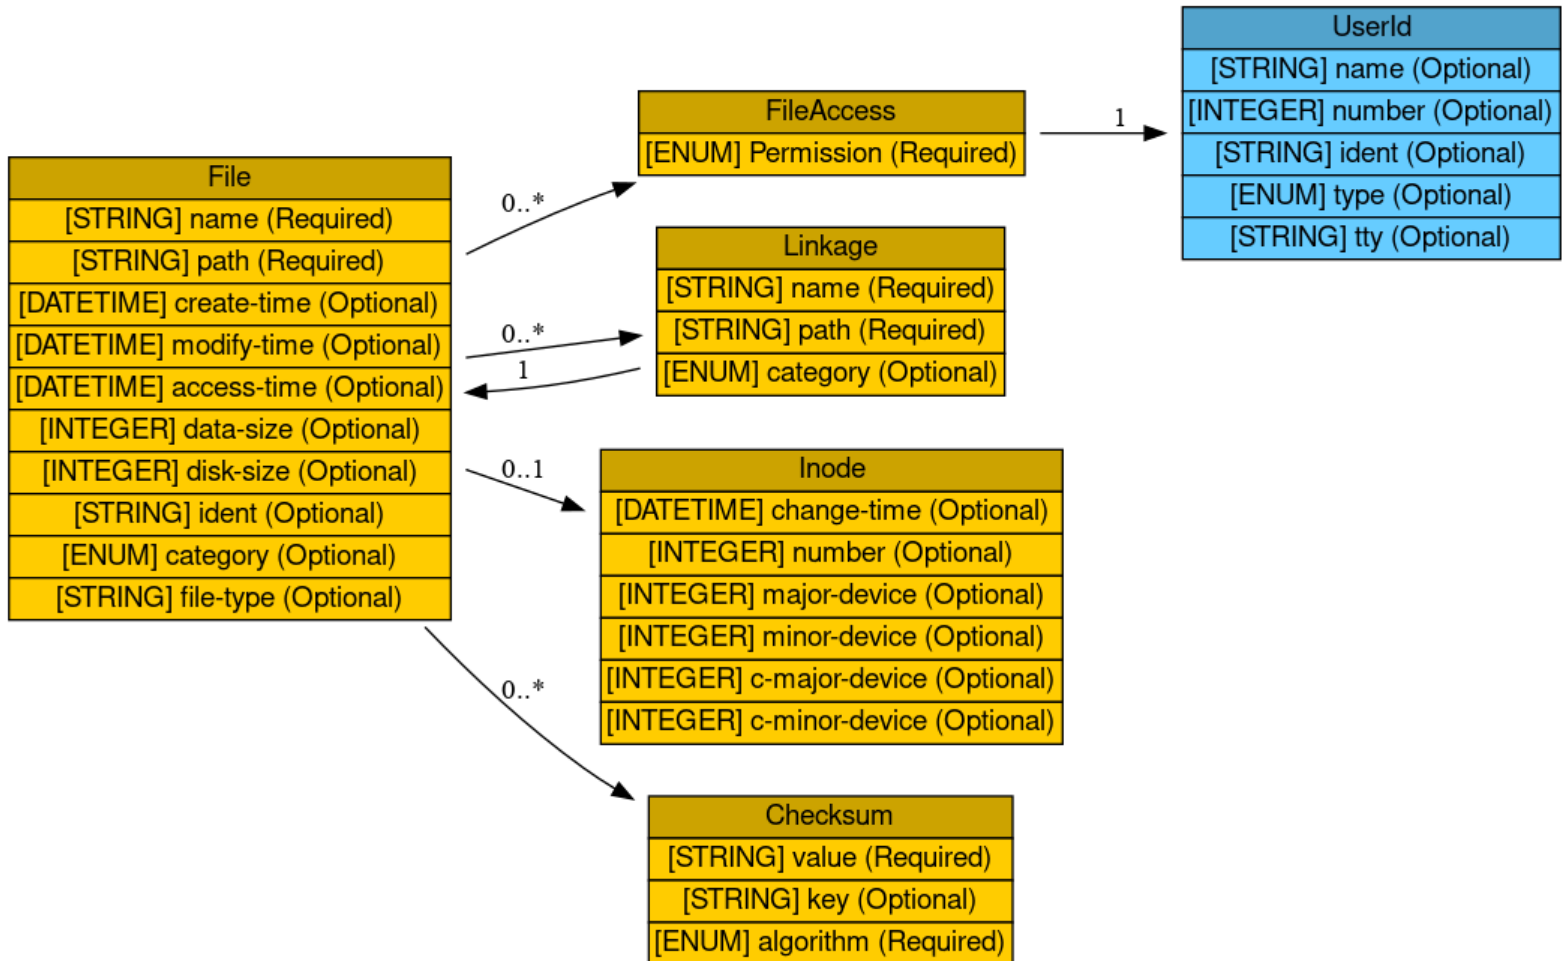 File
[STRING] name (Required)
[STRING] path (Required)
[DATETIME] create-time (Optional)
[DATETIME] modify-time (Optional)
[DATETIME] access-time (Optional)
[INTEGER] data-size (Optional)
[INTEGER] disk-size (Optional)
[STRING] ident (Optional)
[ENUM] category (Optional)
[STRING] file-type (Optional)
0..*
0..*
1
0..1
0..*
FileAccess
[ENUM] Permission (Required)
1
Linkage
[STRING] name (Required)
[STRING] path (Required)
[ENUM] category (Optional)
Inode
[DATETIME] change-time (Optional)
[INTEGER] number (Optional)
[INTEGER] major-device (Optional)
[INTEGER] minor-device (Optional)
[INTEGER] c-major-device (Optional)
[INTEGER] c-minor-device (Optional)
Checksum
[STRING] value (Required)
[STRING] key (Optional)
[ENUM] algorithm (Required)
UserId
[STRING] name (Optional)
[INTEGER] number (Optional)
[STRING] ident (Optional)
[ENUM] type (Optional)
[STRING] tty (Optional)